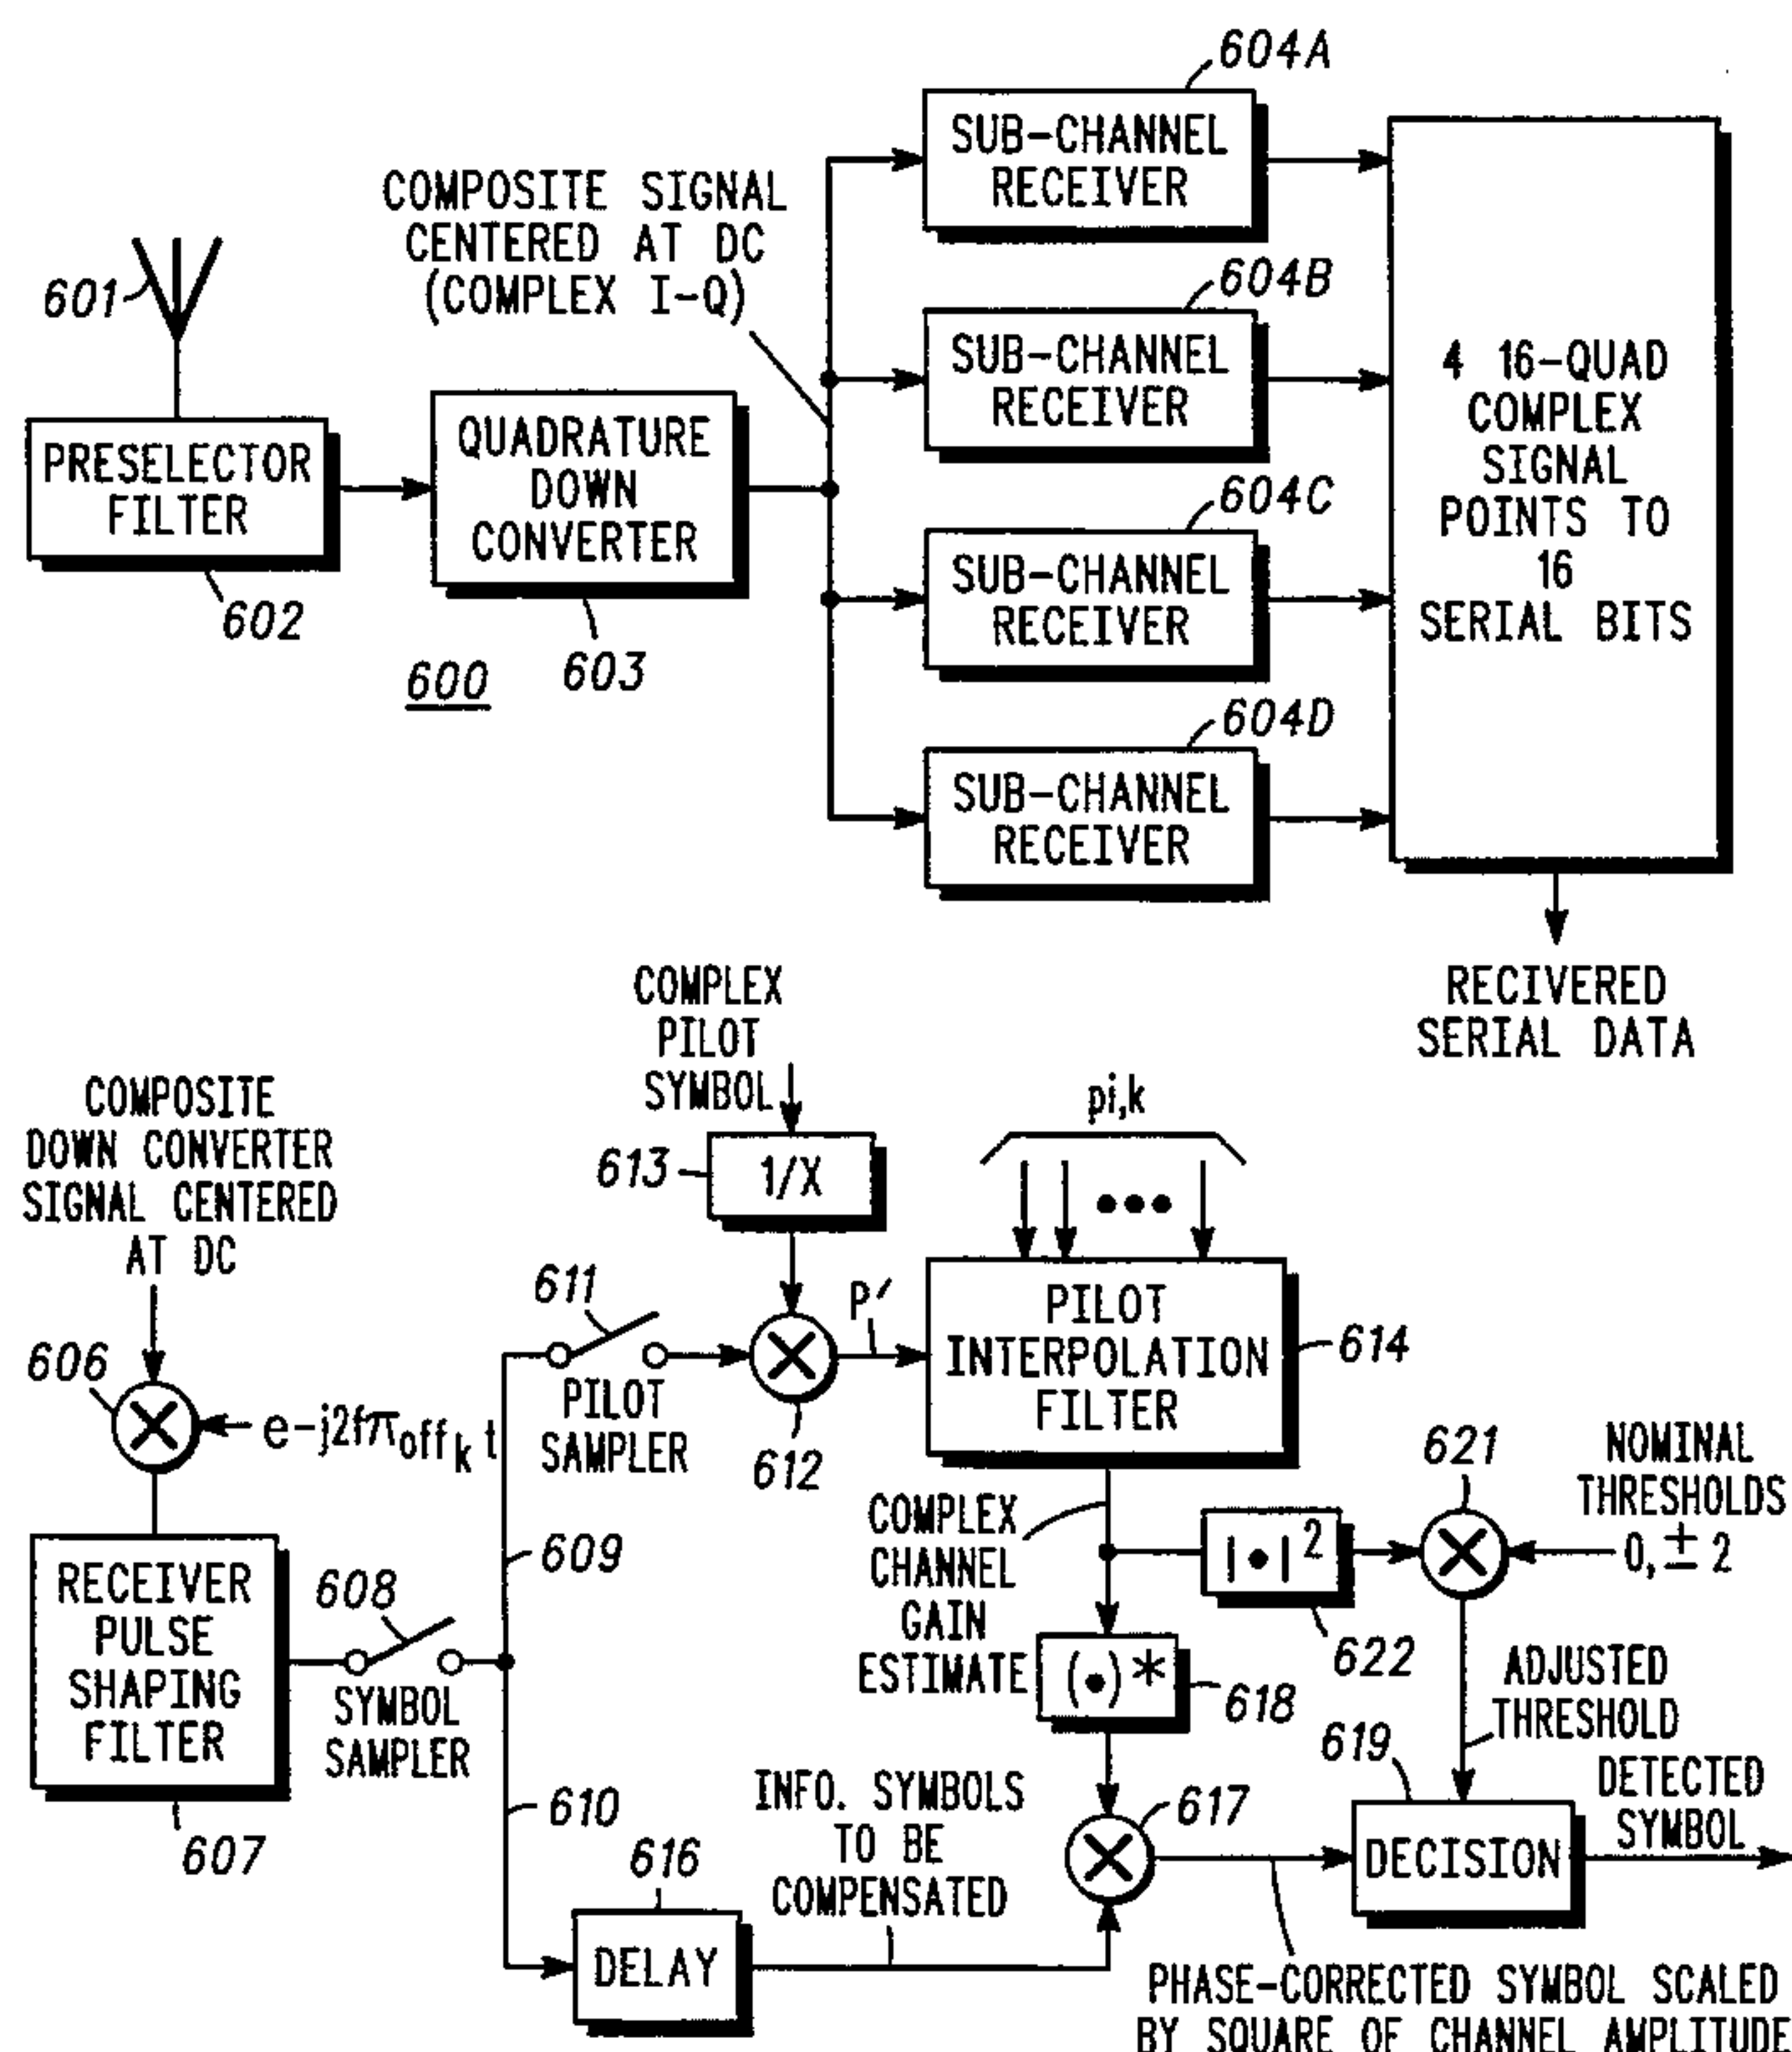 604A
SUB-CHANNEL
RECEIVER
COMPOSITE SIGNAL
CENTERED AT DC
(COMPLEX I-Q)
601
604B
SUB-CHANNEL
RECEIVER
4 16-QUAD
COMPLEX
SIGNAL
POINTS TO
16
SERIAL BITS
PRESELECTOR
FILTER
QUADRATURE
DOWN
CONVERTER
604C
SUB-CHANNEL
RECEIVER
602
603
600
604D
SUB-CHANNEL
RECEIVER
RECIVERED
SERIAL DATA
COMPLEX
PILOT
SYMBOL
COMPOSITE
DOWN CONVERTER
SIGNAL CENTERED
AT DC
613
1/X
pi,k
•••
611
P′
PILOT
INTERPOLATION
FILTER
614
606
e-j2fπoffk t
PILOT
SAMPLER
612
621
NOMINAL
THRESHOLDS
0, ± 2
COMPLEX
CHANNEL
GAIN
ESTIMATE
|•|2
622
609
RECEIVER
PULSE
SHAPING
FILTER
608
SYMBOL
SAMPLER
(•)*
618
ADJUSTED
THRESHOLD
619
DETECTED
SYMBOL
607
610
616
INFO. SYMBOLS
TO BE
COMPENSATED
617
DECISION
DELAY
PHASE-CORRECTED SYMBOL SCALED
BY SQUARE OF CHANNEL AMPLITUDE